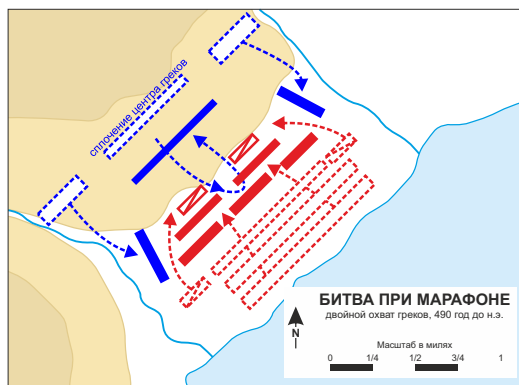 сплочение центра греков
БИТВА ПРИ МАРАФОНЕ
двойной охват греков, 490 год до н.э.
N
Масштаб в милях
0 1/4 1/2 3/4 1